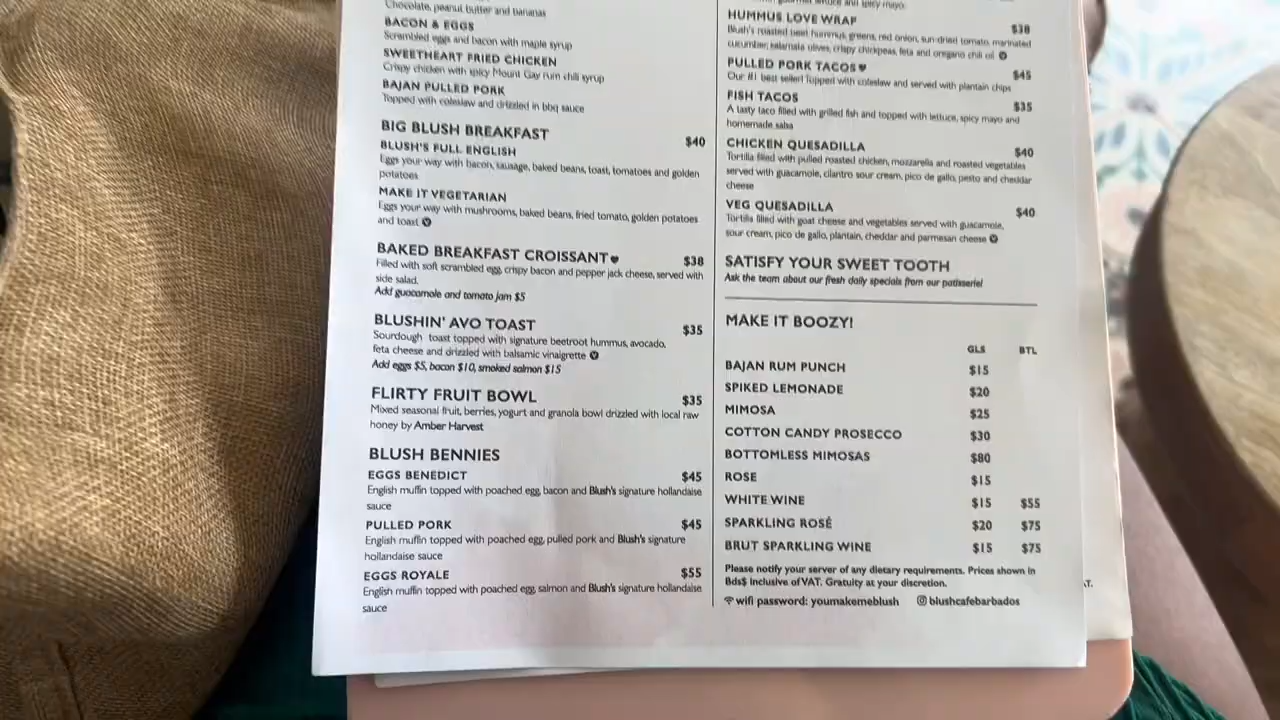 Chocolate, peanut butter and bananas
BACON & EGGS
Scrambled eggs and bacon with maple syrup
SWEETHEART FRIED CHICKEN
Crispy chicken with spicy Mount Gay rum chili syrup
BAJAN PULLED PORK
Topped with coleslaw and drizzled in bbq sauce
BIG BLUSH BREAKFAST $40
BLUSH'S FULL ENGLISH
Eggs your way with bacon, sausage, baked beans, toast, tomatoes and golden
potatoes
MAKE IT VEGETARIAN
Eggs your way with mushrooms, baked beans, fried tomato, golden potatoes
and toast V
BAKED BREAKFAST CROISSANT♥ $38
Filled with soft scrambled egg, crispy bacon and pepper jack cheese, served with
side salad.
Add guacamole and tomato jam $5
BLUSHIN' AVO TOAST $35
Sourdough toast topped with signature beetroot hummus, avocado,
feta cheese and drizzled with balsamic vinaigrette V
Add eggs $5, bacon $10, smoked salmon $15
FLIRTY FRUIT BOWL $35
Mixed seasonal fruit, berries, yogurt and granola bowl drizzled with local raw
honey by Amber Harvest
BLUSH BENNIES
EGGS BENEDICT $45
English muffin topped with poached egg, bacon and Blush's signature hollandaise
sauce
PULLED PORK $45
English muffin topped with poached egg, pulled pork and Blush's signature
hollandaise sauce
EGGS ROYALE $55
English muffin topped with poached egg, salmon and Blush's signature hollandaise
sauce
lettuce and spicy mayo.
HUMMUS LOVE WRAP $38
Blush's roasted beet hummus, greens, red onion, sun-dried tomato, marinated
cucumber, kalamata olives, crispy chickpeas, feta and oregano chili oil V
PULLED PORK TACOS♥ $45
Our #1 best seller! Topped with coleslaw and served with plantain chips
FISH TACOS $35
A tasty taco filled with grilled fish and topped with lettuce, spicy mayo and
homemade salsa
CHICKEN QUESADILLA $40
Tortilla filled with pulled roasted chicken, mozzarella and roasted vegetables
served with guacamole, cilantro sour cream, pico de gallo, pesto and cheddar
cheese
VEG QUESADILLA $40
Tortilla filled with goat cheese and vegetables served with guacamole,
sour cream, pico de gallo, plantain, cheddar and parmesan cheese V
SATISFY YOUR SWEET TOOTH
Ask the team about our fresh daily specials from our patisserie!
MAKE IT BOOZY!
GLS BTL
BAJAN RUM PUNCH $15
SPIKED LEMONADE $20
MIMOSA $25
COTTON CANDY PROSECCO $30
BOTTOMLESS MIMOSAS $80
ROSE $15
WHITE WINE $15 $55
SPARKLING ROSÉ $20 $75
BRUT SPARKLING WINE $15 $75
Please notify your server of any dietary requirements. Prices shown in
Bds$ inclusive of VAT. Gratuity at your discretion.
wifi password: youmakemeblush blushcafebarbados